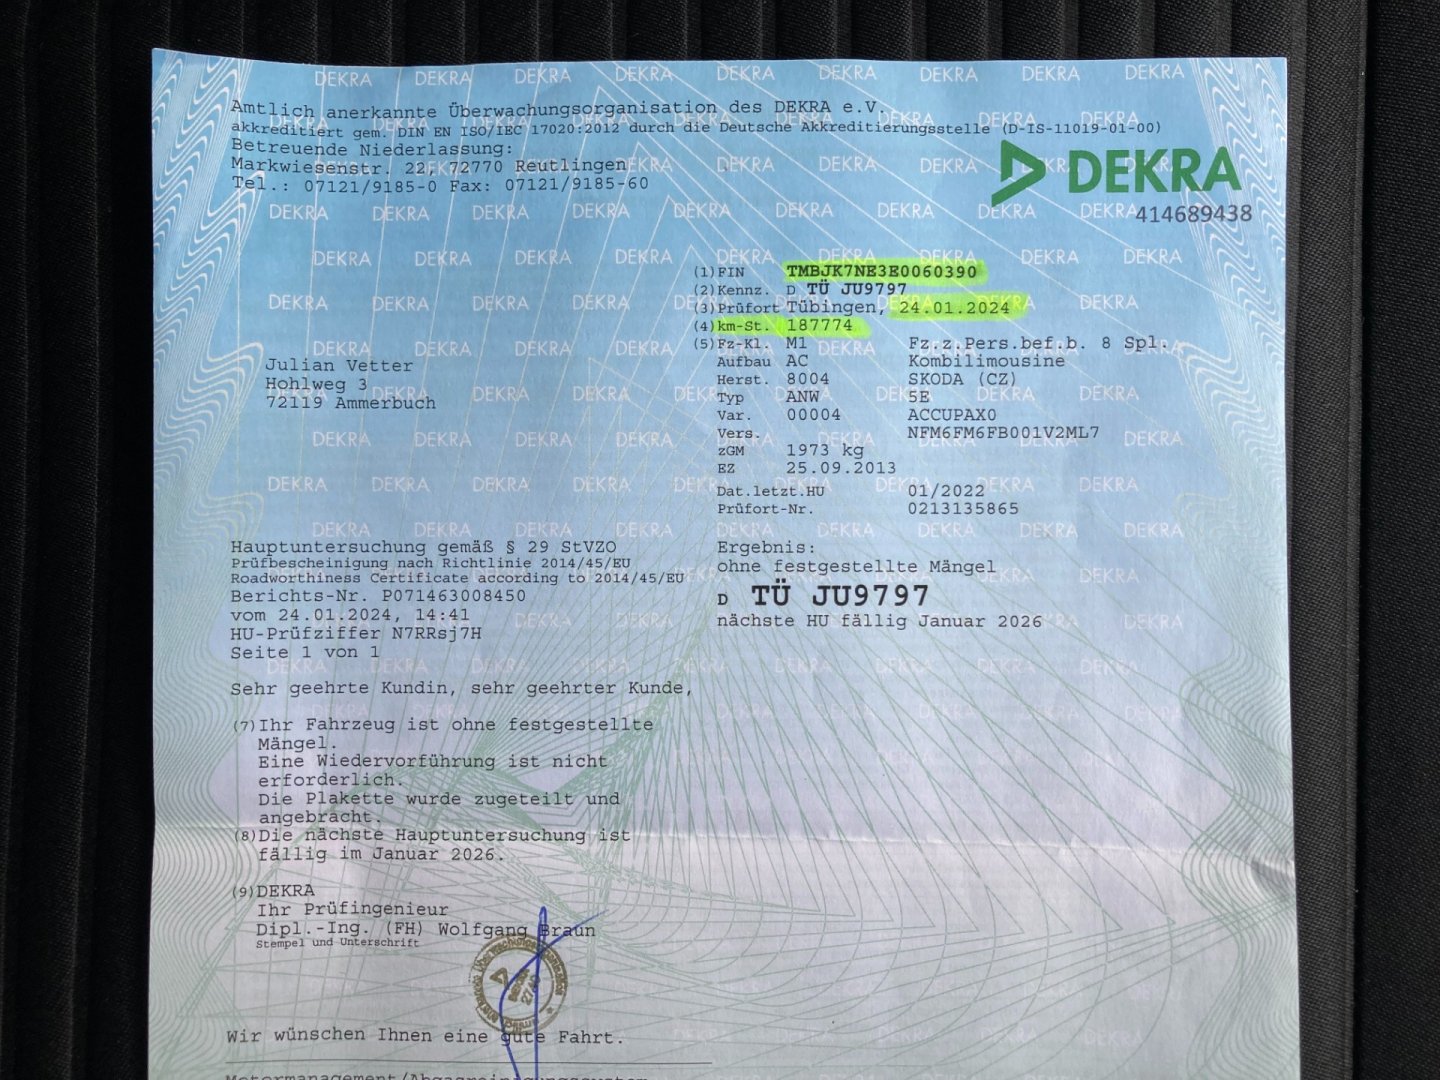 Amtlich anerkannte Überwachungsorganisation des DEKRA e.V.
akkreditiert gem. DIN EN ISO/IEC 17020:2012 durch die Deutsche Akkreditierungsstelle (D-IS-11019-01-00)
Betreuende Niederlassung:
Markwiesenstr. 22, 72770 Reutlingen
Tel.: 07121/9185-0 Fax: 07121/9185-60
DEKRA
414689438
(1)FIN TMBJK7NE3E0060390
(2)Kennz. D TÜ JU9797
(3)Prüfort Tübingen, 24.01.2024
(4)km-St. 187774
(5)Fz-Kl. M1 Fz.z.Pers.bef.b. 8 Spl.
Aufbau AC Kombilimousine
Herst. 8004 SKODA (CZ)
Typ ANW 5E
Var. 00004 ACCUPAX0
Vers. NFM6FM6FB001V2ML7
zGM 1973 kg
EZ 25.09.2013
Dat.letzt.HU 01/2022
Prüfort-Nr. 0213135865
Julian Vetter
Hohlweg 3
72119 Ammerbuch
Hauptuntersuchung gemäß § 29 StVZO
Prüfbescheinigung nach Richtlinie 2014/45/EU
Roadworthiness Certificate according to 2014/45/EU
Berichts-Nr. P071463008450
vom 24.01.2024, 14:41
HU-Prüfziffer N7RRsj7H
Seite 1 von 1
Ergebnis:
ohne festgestellte Mängel
D TÜ JU9797
nächste HU fällig Januar 2026
Sehr geehrte Kundin, sehr geehrter Kunde,
(7)Ihr Fahrzeug ist ohne festgestellte
Mängel.
Eine Wiedervorführung ist nicht
erforderlich.
Die Plakette wurde zugeteilt und
angebracht.
(8)Die nächste Hauptuntersuchung ist
fällig im Januar 2026.
(9)DEKRA
Ihr Prüfingenieur
Dipl.-Ing. (FH) Wolfgang Braun
Stempel und Unterschrift
DEKRA
Wir wünschen Ihnen eine gute Fahrt.